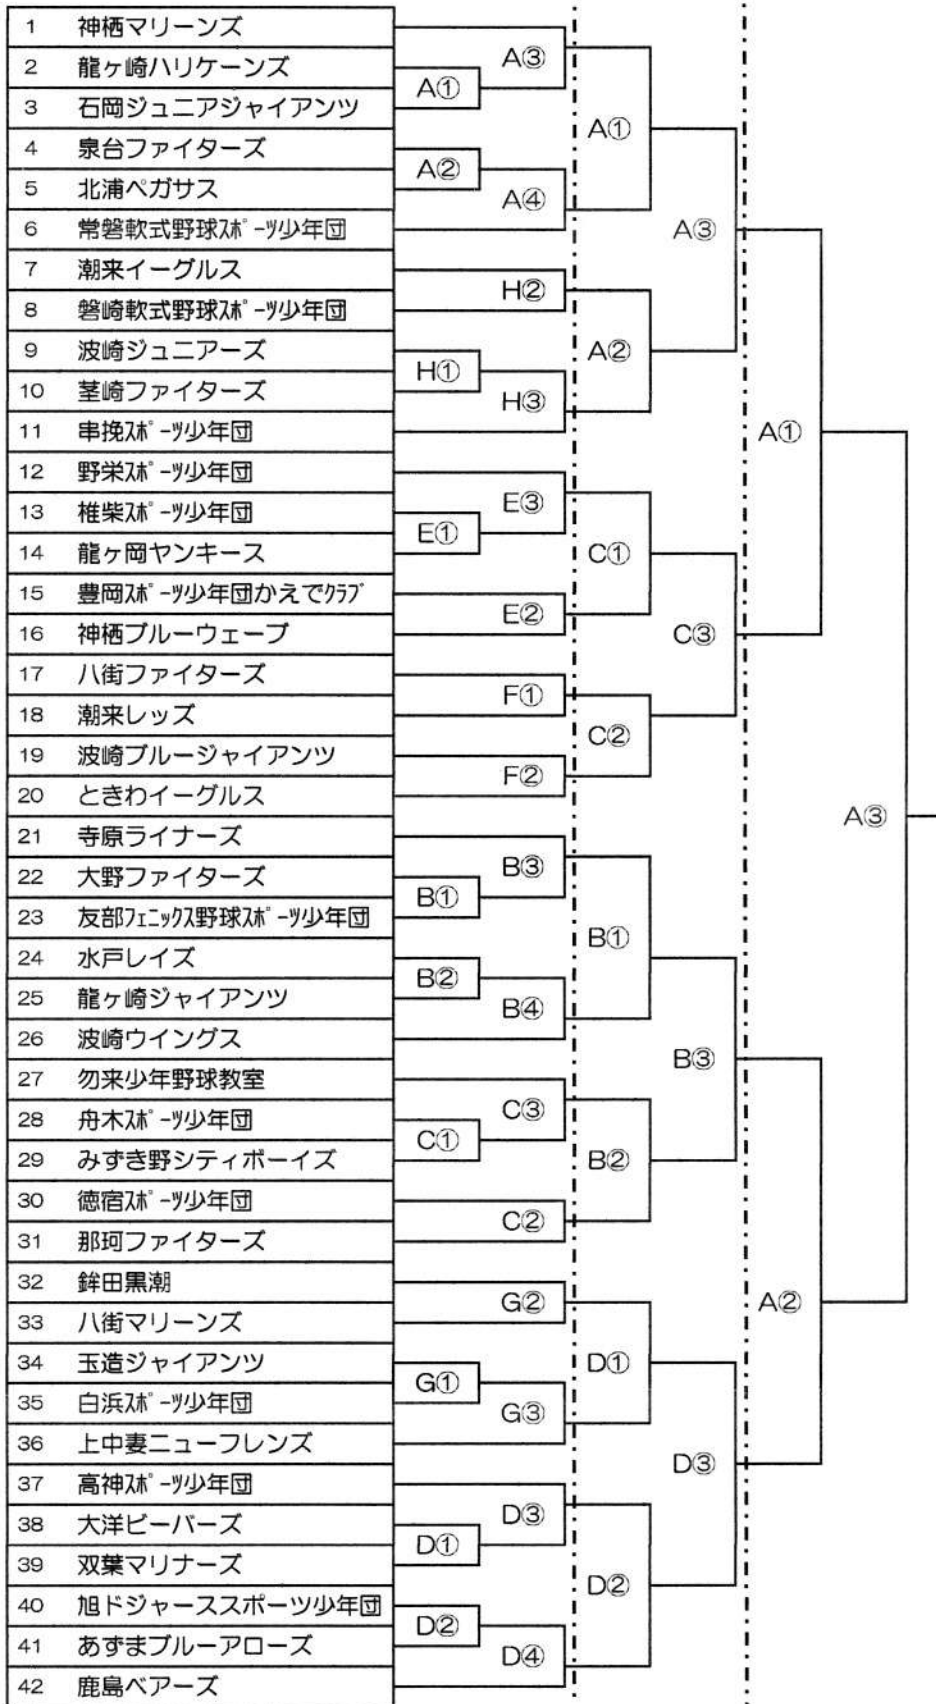 1 神栖マリーンズ
2 龍ヶ崎ハリケーンズ
3 石岡ジュニアジャイアンツ
4 泉台ファイターズ
5 北浦ペガサス
6 常磐軟式野球ｽﾎﾟｰﾂ少年団
7 潮来イーグルス
8 磐崎軟式野球ｽﾎﾟｰﾂ少年団
9 波崎ジュニアーズ
10 茎崎ファイターズ
11 串挽ｽﾎﾟｰﾂ少年団
12 野栄ｽﾎﾟｰﾂ少年団
13 椎柴ｽﾎﾟｰﾂ少年団
14 龍ヶ岡ヤンキース
15 豊岡ｽﾎﾟｰﾂ少年団かえでｸﾗﾌﾞ
16 神栖ブルーウェーブ
17 八街ファイターズ
18 潮来レッズ
19 波崎ブルージャイアンツ
20 ときわイーグルス
21 寺原ライナーズ
22 大野ファイターズ
23 友部ﾌｪﾆｯｸｽ野球ｽﾎﾟｰﾂ少年団
24 水戸レイズ
25 龍ヶ崎ジャイアンツ
26 波崎ウイングス
27 勿来少年野球教室
28 舟木ｽﾎﾟｰﾂ少年団
29 みずき野シティボーイズ
30 徳宿ｽﾎﾟｰﾂ少年団
31 那珂ファイターズ
32 鉾田黒潮
33 八街マリーンズ
34 玉造ジャイアンツ
35 白浜ｽﾎﾟｰﾂ少年団
36 上中妻ニューフレンズ
37 高神ｽﾎﾟｰﾂ少年団
38 大洋ビーバーズ
39 双葉マリナーズ
40 旭ドジャーススポーツ少年団
41 あずまブルーアローズ
42 鹿島ベアーズ
A①
A②
H①
E①
B①
B②
C①
G①
D①
D②
A③
A④
H②
H③
E③
E②
F①
F②
B③
B④
C③
C②
G②
G③
D③
D④
A①
A②
C①
C②
B①
B②
D①
D②
A③
C③
B③
D③
A①
A②
A③